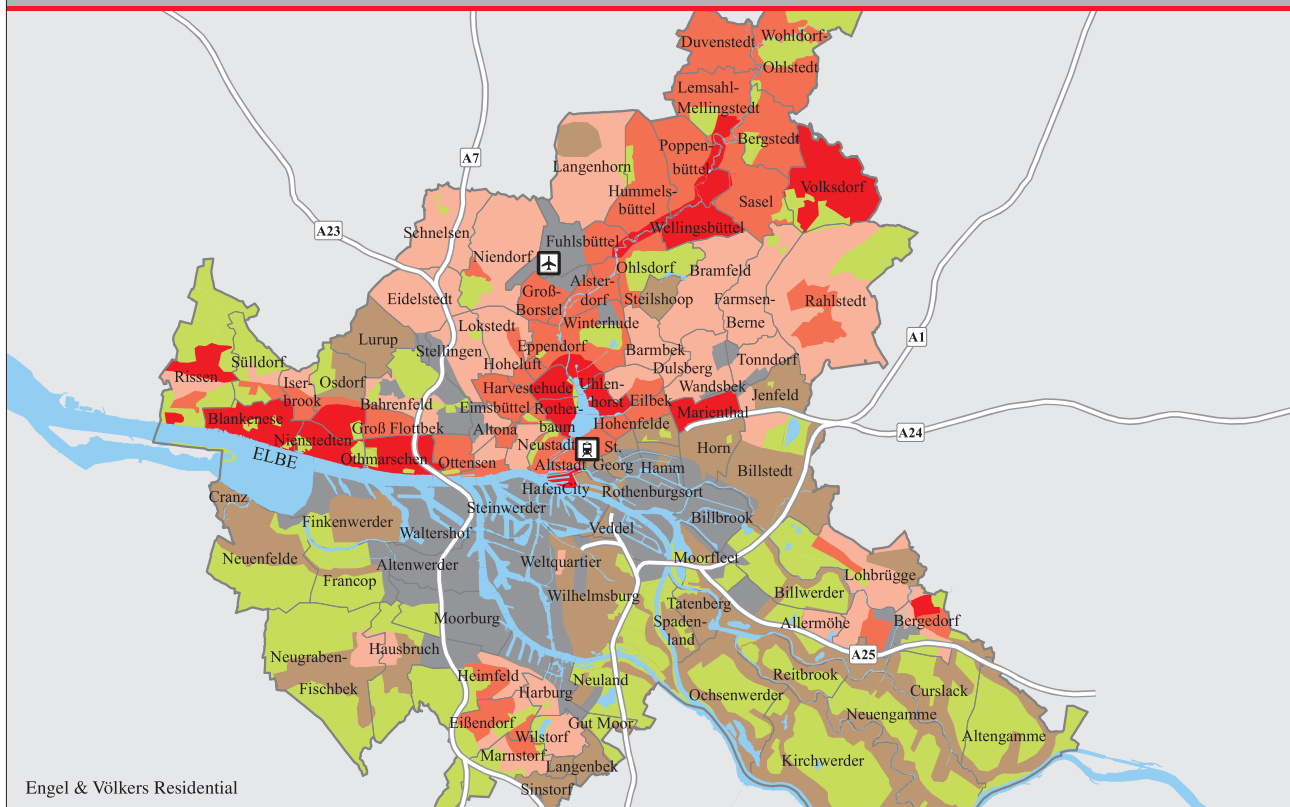 Duvenstedt
Wohldorf-
Ohlstedt
Lemsahl-
Mellingstedt
Bergstedt
Poppen-
büttel
Langenhorn
Hummels-
büttel
Volksdorf
Sasel
Wellingsbüttel
A7
A23
Schnelsen
Niendorf
Fuhlsbüttel
Ohlsdorf
Bramfeld
Alster-
dorf
Groß-
Borstel
Steilshoop
Farmsen-
Berne
Rahlstedt
Eidelstedt
Lokstedt
Winterhude
A1
Lurup
Stellingen
Eppendorf
Barmbek
Hoheluft
Dulsberg
Tonndorf
Sülldorf
Rissen
Iser-
brook
Osdorf
Harvestehude
Uhlen-
horst
Eilbek
Wandsbek
Jenfeld
Bahrenfeld
Eimsbüttel
Rother-
baum
Marienthal
Blankenese
Groß Flottbek
Altona
Hohenfelde
A24
Nienstedten
Neustadt
St.
Georg
Horn
ELBE
Othmarschen
Ottensen
Altstadt
Hamm
Billstedt
Cranz
HafenCity
Rothenburgsort
Steinwerder
Finkenwerder
Waltershof
Veddel
Billbrook
Neuenfelde
Altenwerder
Weltquartier
Moorfleet
Francop
Lohbrügge
Wilhelmsburg
Tatenberg
Billwerder
Spaden-
land
Allermöhe
Bergedorf
Moorburg
Hausbruch
Neugraben-
Fischbek
A25
Heimfeld
Harburg
Neuland
Reitbrook
Ochsenwerder
Curslack
Eißendorf
Gut Moor
Neuengamme
Wilstorf
Altengamme
Marnstorf
Langenbek
Kirchwerder
Sinstorf
Engel & Völkers Residential